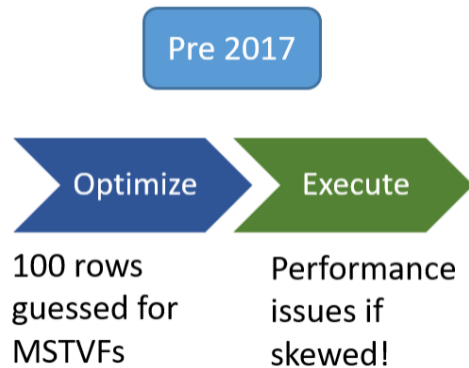 Pre 2017
Optimize
Execute
100 rows
guessed for
MSTVFs
Performance
issues if
skewed!